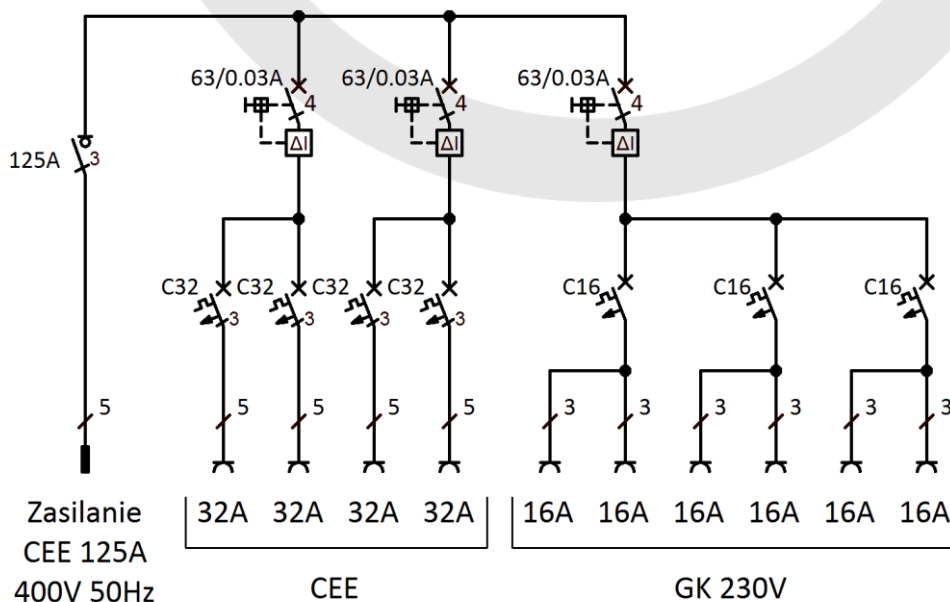 63/0.03A 63/0.03A 63/0.03A
4 4 4
125A 3 ΔI ΔI ΔI
C32 C32 C32 C32 C16 C16 C16
3 3 3 3
5 5 5 5 5 3 3 3 3 3 3
Zasilanie 32A 32A 32A 32A 16A 16A 16A 16A 16A 16A
CEE 125A
400V 50Hz CEE GK 230V